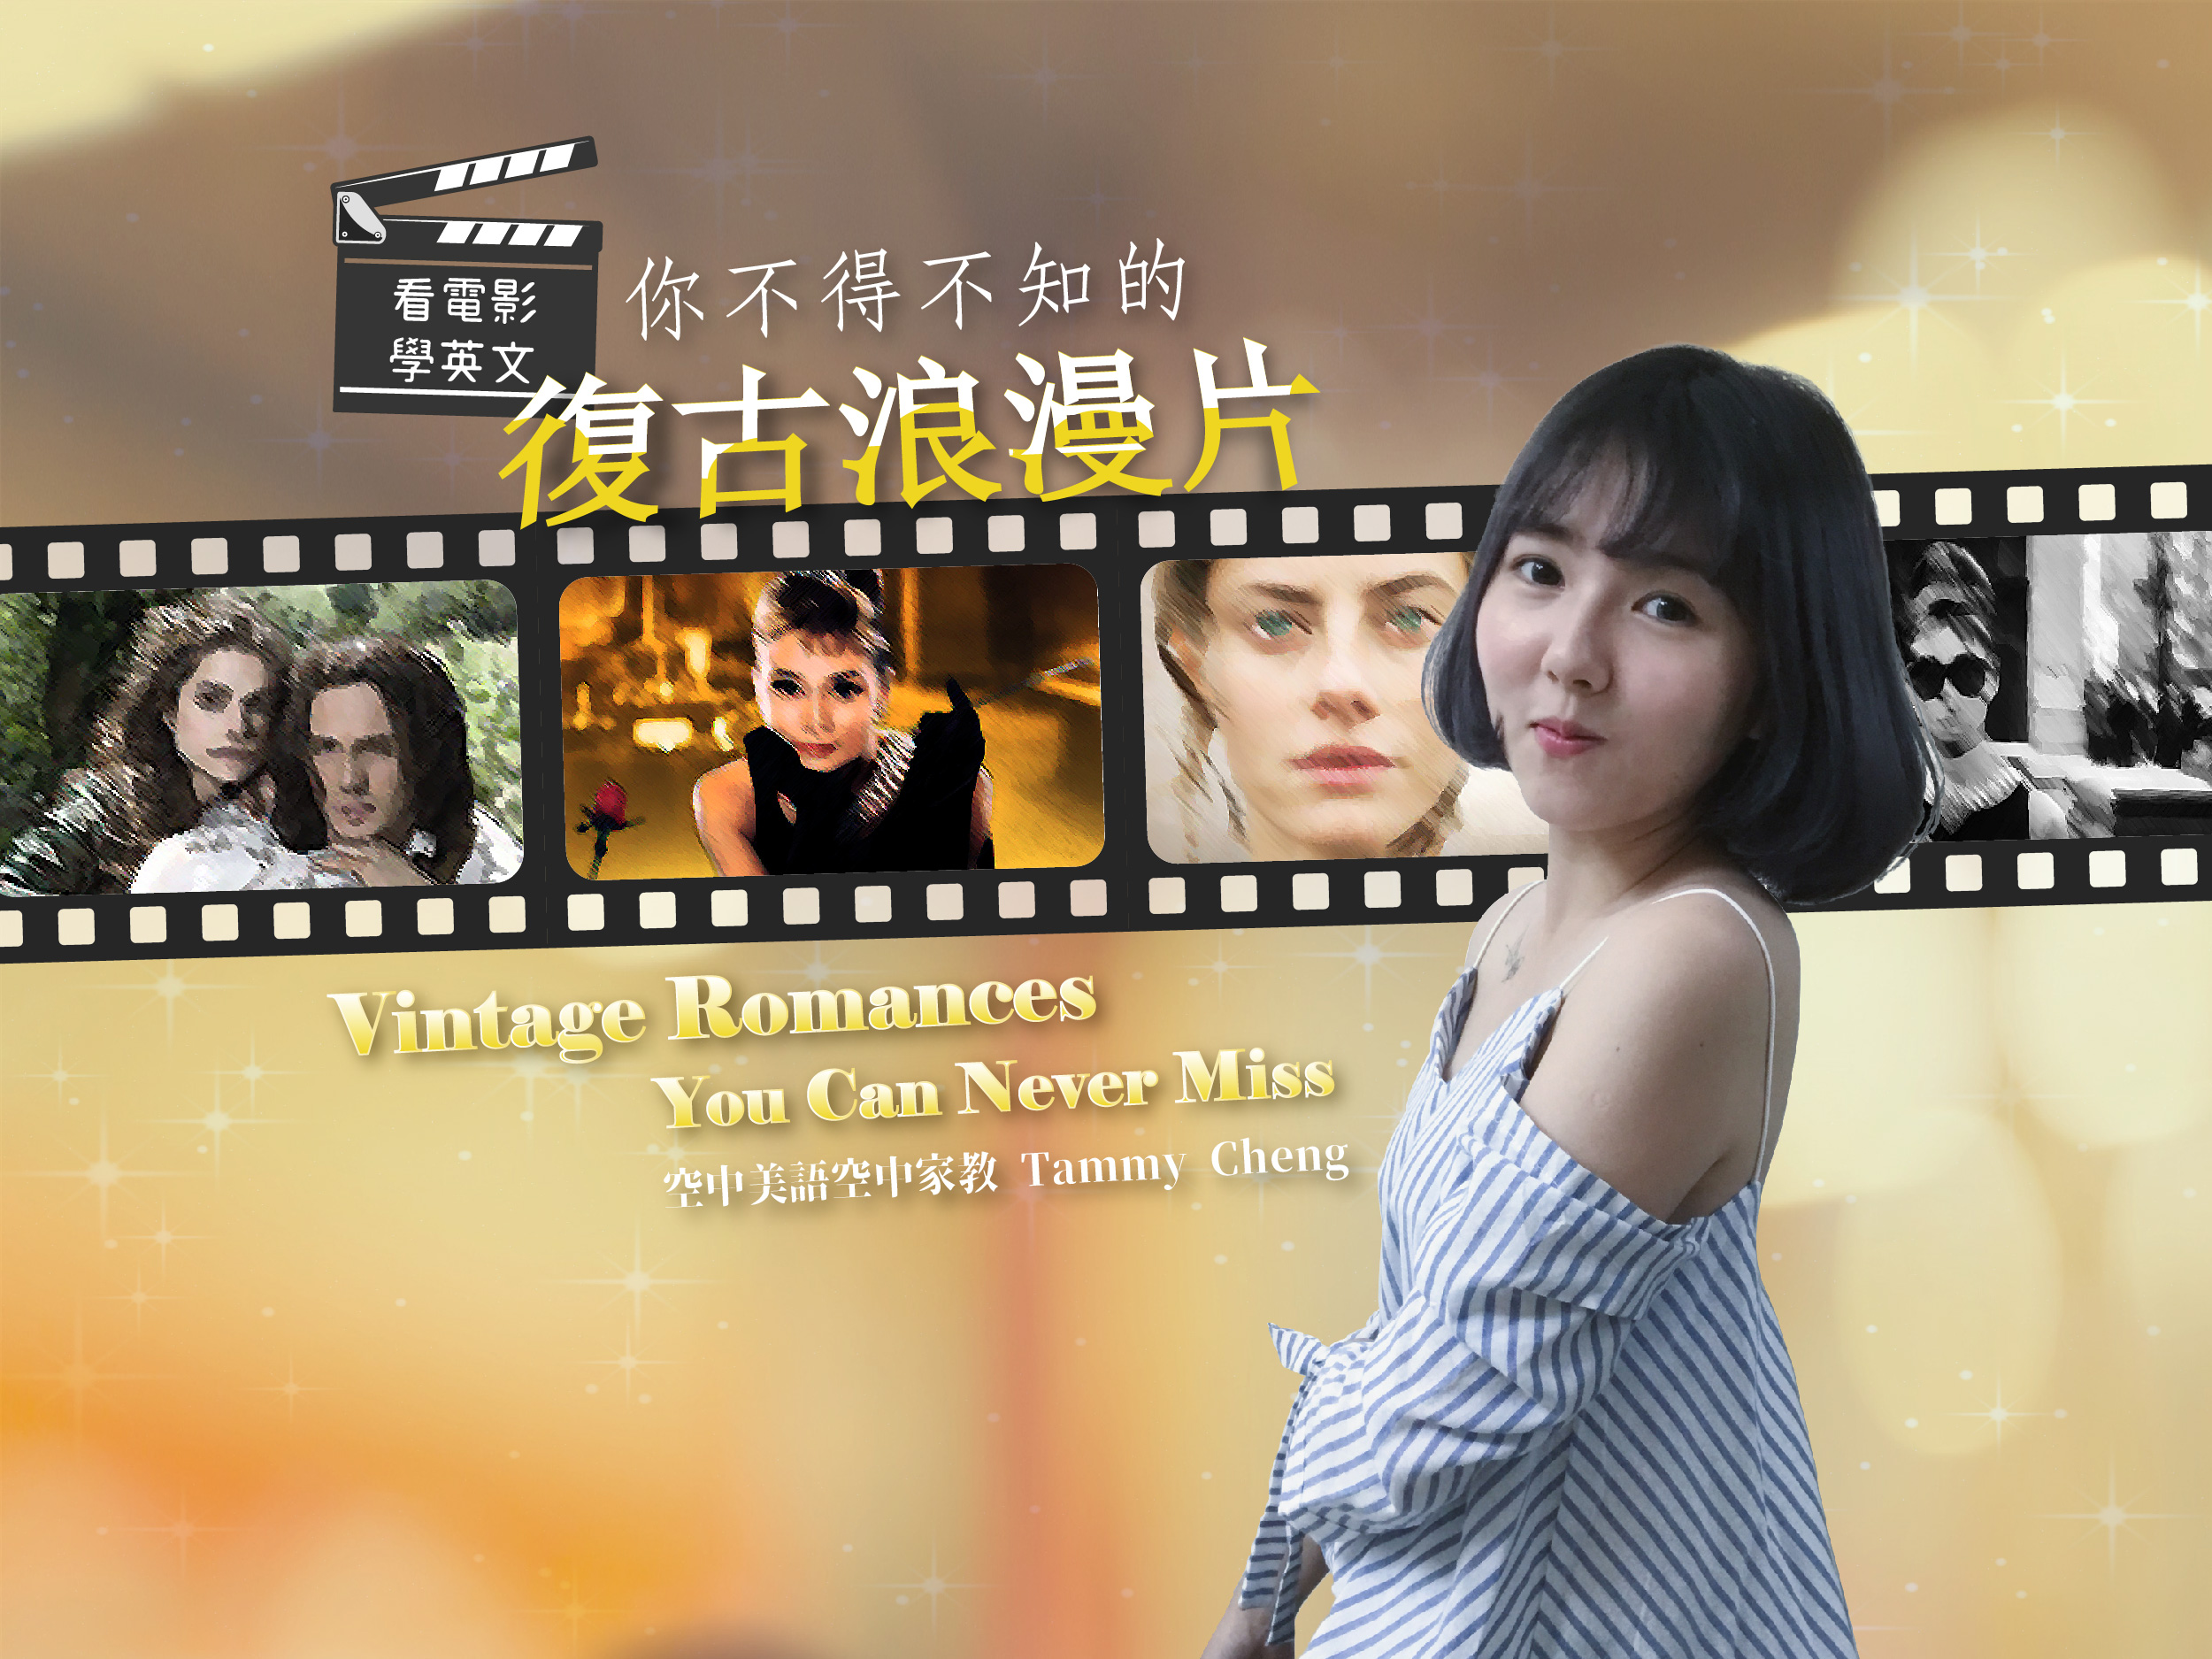 看電影
學英文
你不得不知的
復古浪漫片
Vintage Romances
You Can Never Miss
空中美語空中家教 Tammy Cheng